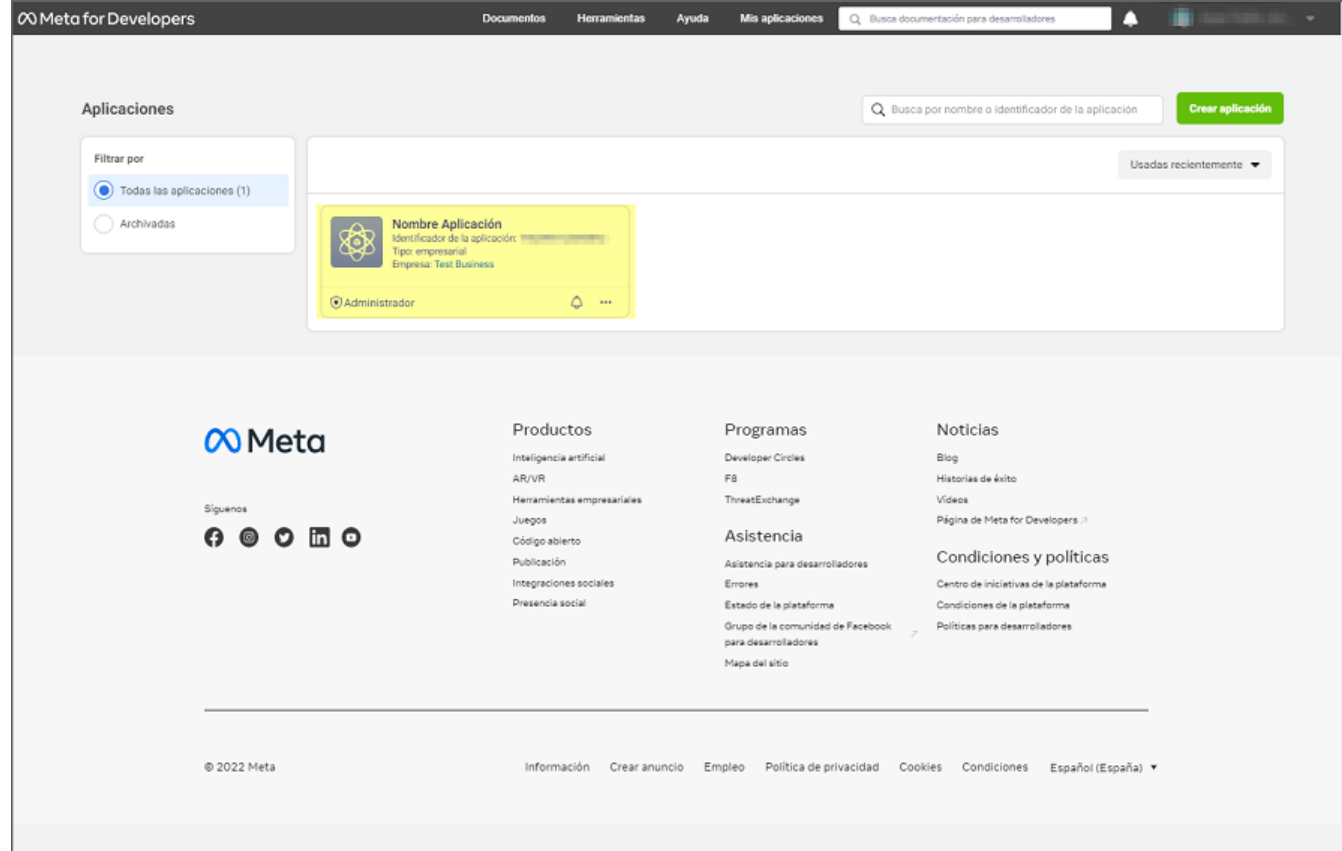 Meta for Developers
Documentos
Herramientas
Ayuda
Mis aplicaciones
Busca documentación para desarrolladores
Aplicaciones
Busca por nombre o identificador de la aplicación
Crear aplicación
Filtrar por
Todas las aplicaciones (1)
Archivadas
Usadas recientemente
Nombre Aplicación
Identificador de la aplicación:
Tipo: empresarial
Empresa: Test Business
Administrador
Meta
Síguenos
Productos
Inteligencia artificial
AR/VR
Herramientas empresariales
Juegos
Código abierto
Publicación
Integraciones sociales
Presencia social
Programas
Developer Circles
F8
ThreatExchange
Asistencia
Asistencia para desarrolladores
Errores
Estado de la plataforma
Grupo de la comunidad de Facebook
para desarrolladores
Mapa del sitio
Noticias
Blog
Historias de éxito
Vídeos
Página de Meta for Developers
Condiciones y políticas
Centro de iniciativas de la plataforma
Condiciones de la plataforma
Políticas para desarrolladores
© 2022 Meta
Información
Crear anuncio
Empleo
Política de privacidad
Cookies
Condiciones
Español (España)